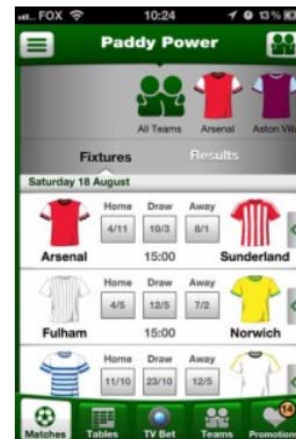 FOX 10:24 13%
Paddy Power
All Teams Arsenal Aston Villa
Fixtures Results
Saturday 18 August
Home Draw Away
4/11 10/3 8/1
Arsenal 15:00 Sunderland
Home Draw Away
4/5 12/5 7/2
Fulham 15:00 Norwich
Home Draw Away
11/10 23/10 12/5
14
Matches Tables TV Bet Teams Promotions